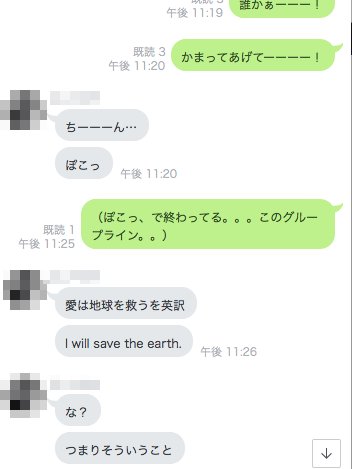 既読 3
午後 11:19
誰かぁーーー！
既読 3
午後 11:20
かまってあげてーーーー！
ちーーーん…
ぽこっ
午後 11:20
（ぽこっ、で終わってる。。。このグルー
プライン。。）
既読 1
午後 11:25
愛は地球を救うを英訳
I will save the earth.
午後 11:26
な？
つまりそういうこと